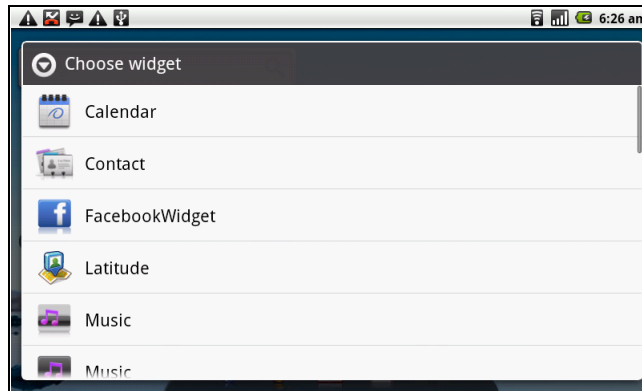 6:26 am
Choose widget
Calendar
Contact
FacebookWidget
Latitude
Music
Music